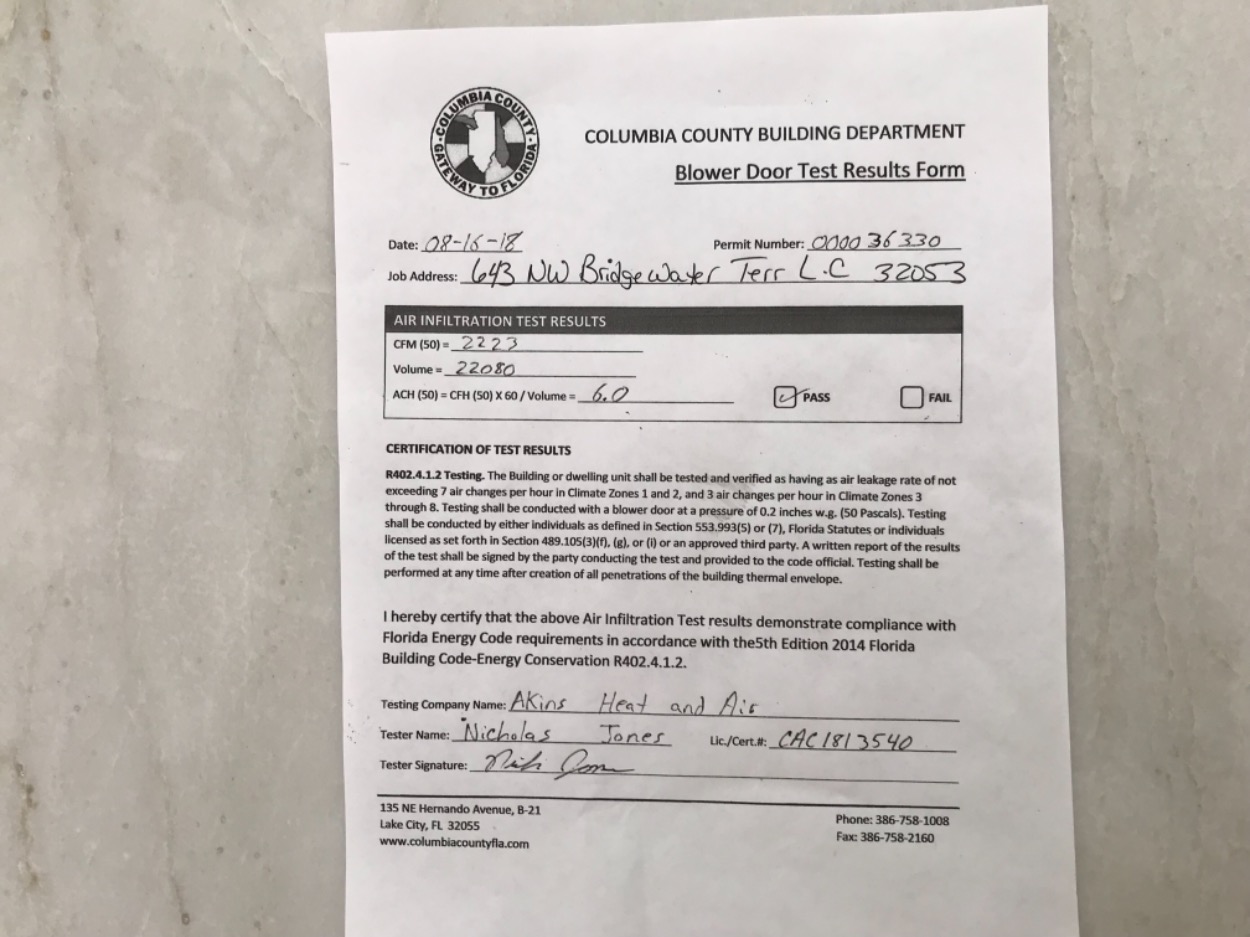 COLUMBIA COUNTY
GATEWAY TO FLORIDA
COLUMBIA COUNTY BUILDING DEPARTMENT
Blower Door Test Results Form
Date: 08-16-18 Permit Number: 000036330
Job Address: 643 NW Bridgewater Terr L.C 32053
AIR INFILTRATION TEST RESULTS
CFM (50) = 2223
Volume = 22080
ACH (50) = CFH (50) X 60 / Volume = 6.0 PASS FAIL
CERTIFICATION OF TEST RESULTS
R402.4.1.2 Testing. The Building or dwelling unit shall be tested and verified as having as air leakage rate of not
exceeding 7 air changes per hour in Climate Zones 1 and 2, and 3 air changes per hour in Climate Zones 3
through 8. Testing shall be conducted with a blower door at a pressure of 0.2 inches w.g. (50 Pascals). Testing
shall be conducted by either individuals as defined in Section 553.993(5) or (7), Florida Statutes or individuals
licensed as set forth in Section 489.105(3)(f), (g), or (i) or an approved third party. A written report of the results
of the test shall be signed by the party conducting the test and provided to the code official. Testing shall be
performed at any time after creation of all penetrations of the building thermal envelope.
I hereby certify that the above Air Infiltration Test results demonstrate compliance with
Florida Energy Code requirements in accordance with the5th Edition 2014 Florida
Building Code-Energy Conservation R402.4.1.2.
Testing Company Name: Akins Heat and Air
Tester Name: Nicholas Jones Lic./Cert.#: CAC1813540
Tester Signature: Nick Jones
135 NE Hernando Avenue, B-21
Lake City, FL 32055
www.columbiacountyfla.com
Phone: 386-758-1008
Fax: 386-758-2160